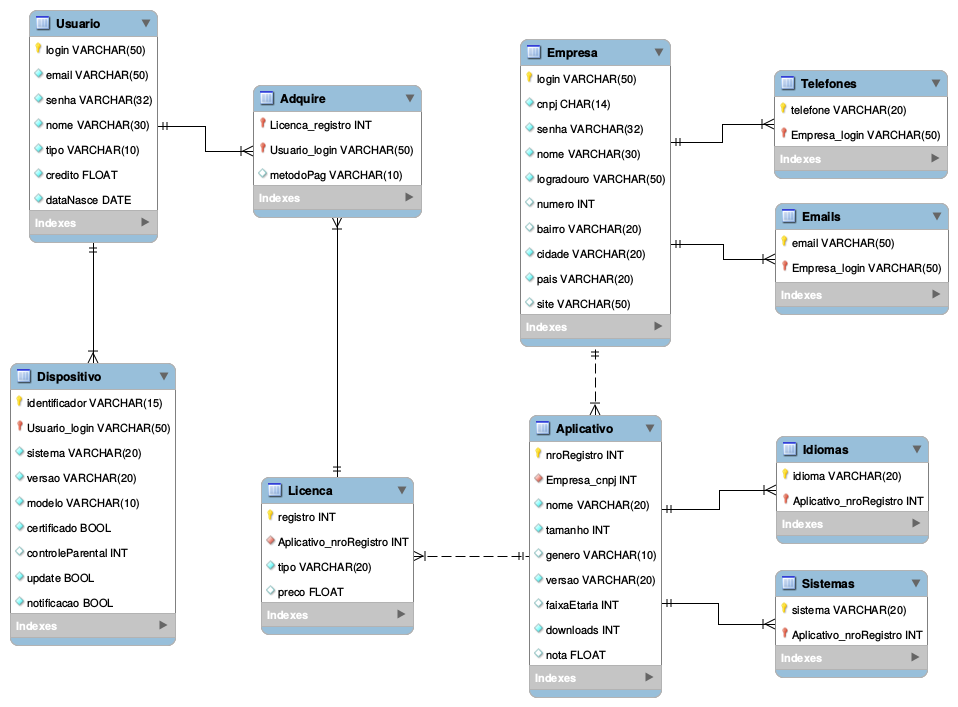 Usuario
login VARCHAR(50)
email VARCHAR(50)
senha VARCHAR(32)
nome VARCHAR(30)
tipo VARCHAR(10)
credito FLOAT
dataNasce DATE
Indexes
Adquire
Licenca_registro INT
Usuario_login VARCHAR(50)
metodoPag VARCHAR(10)
Indexes
Empresa
login VARCHAR(50)
cnpj CHAR(14)
senha VARCHAR(32)
nome VARCHAR(30)
logradouro VARCHAR(50)
numero INT
bairro VARCHAR(20)
cidade VARCHAR(20)
pais VARCHAR(20)
site VARCHAR(50)
Indexes
Telefones
telefone VARCHAR(20)
Empresa_login VARCHAR(50)
Indexes
Emails
email VARCHAR(50)
Empresa_login VARCHAR(50)
Indexes
Dispositivo
identificador VARCHAR(15)
Usuario_login VARCHAR(50)
sistema VARCHAR(20)
versao VARCHAR(20)
modelo VARCHAR(10)
certificado BOOL
controleParental INT
update BOOL
notificacao BOOL
Indexes
Licenca
registro INT
Aplicativo_nroRegistro INT
tipo VARCHAR(20)
preco FLOAT
Indexes
Aplicativo
nroRegistro INT
Empresa_cnpj INT
nome VARCHAR(20)
tamanho INT
genero VARCHAR(10)
versao VARCHAR(20)
faixaEtaria INT
downloads INT
nota FLOAT
Indexes
Idiomas
idioma VARCHAR(20)
Aplicativo_nroRegistro INT
Indexes
Sistemas
sistema VARCHAR(20)
Aplicativo_nroRegistro INT
Indexes